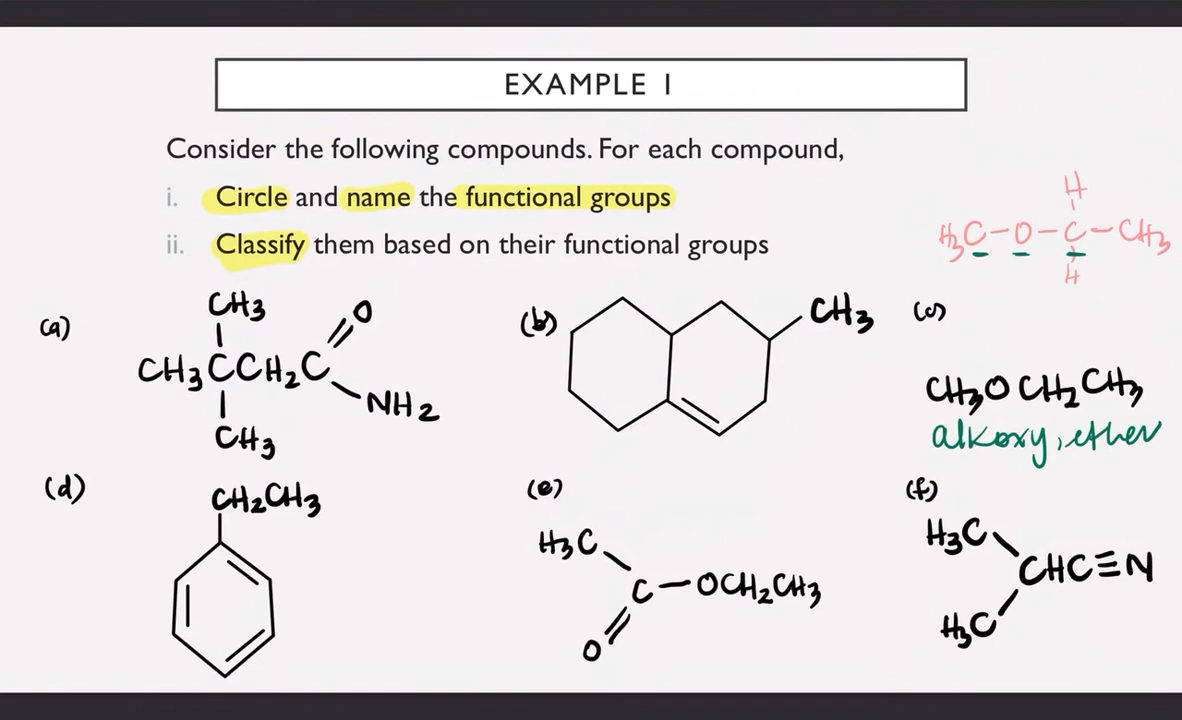 EXAMPLE 1
Consider the following compounds. For each compound,
i. Circle and name the functional groups
ii. Classify them based on their functional groups
H
H₃C-O-C-CH₃
H
(a)
CH₃
O
CH₃CCH₂C
NH₂
CH₃
(b)
CH₃
(c)
CH₃OCH₂CH₃
alkoxy, ether
(d)
CH₂CH₃
(e)
H₃C
C-OCH₂CH₃
O
(f)
H₃C
CHC≡N
H₃C